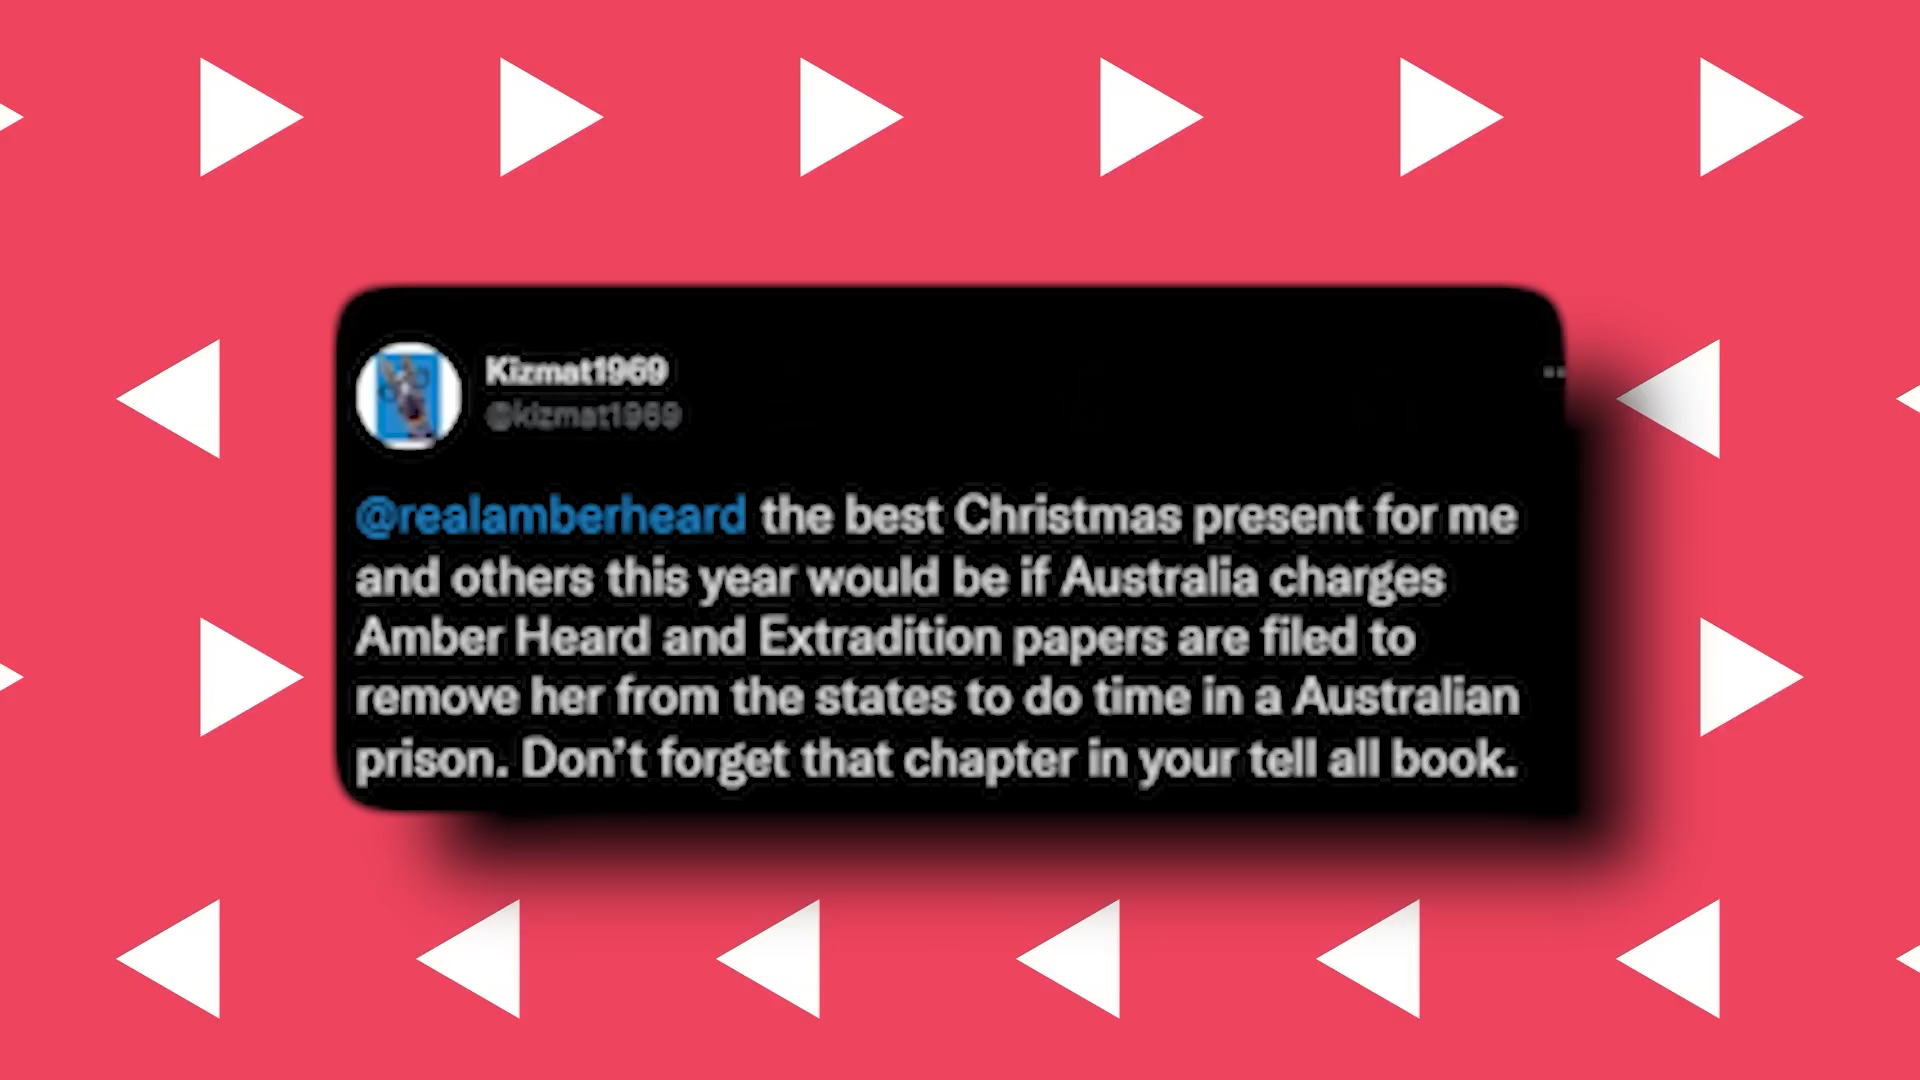 Kizmat1969
@kizmat1969
@realamberheard the best Christmas present for me
and others this year would be if Australia charges
Amber Heard and Extradition papers are filed to
remove her from the states to do time in a Australian
prison. Don't forget that chapter in your tell all book.